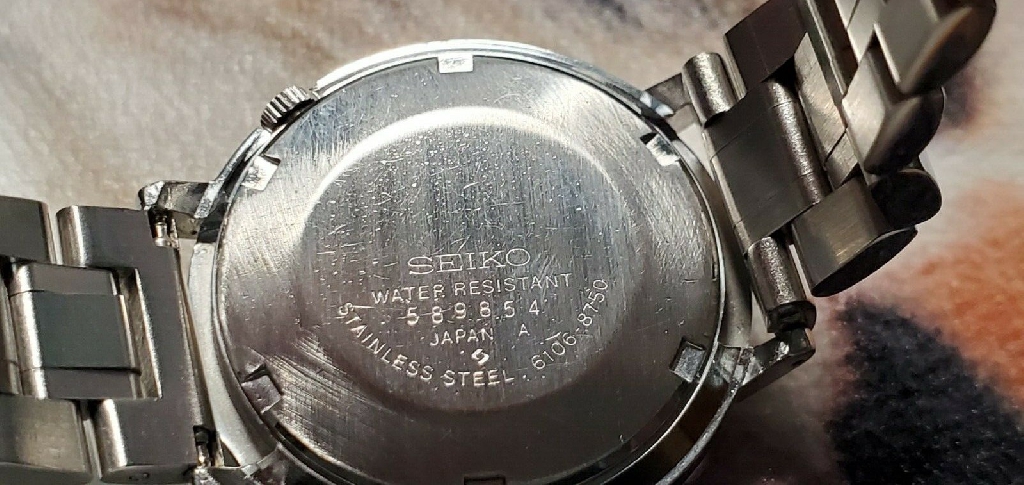 SEIKO
WATER RESISTANT
589854
JAPAN A
STAINLESS STEEL . 6106-8750